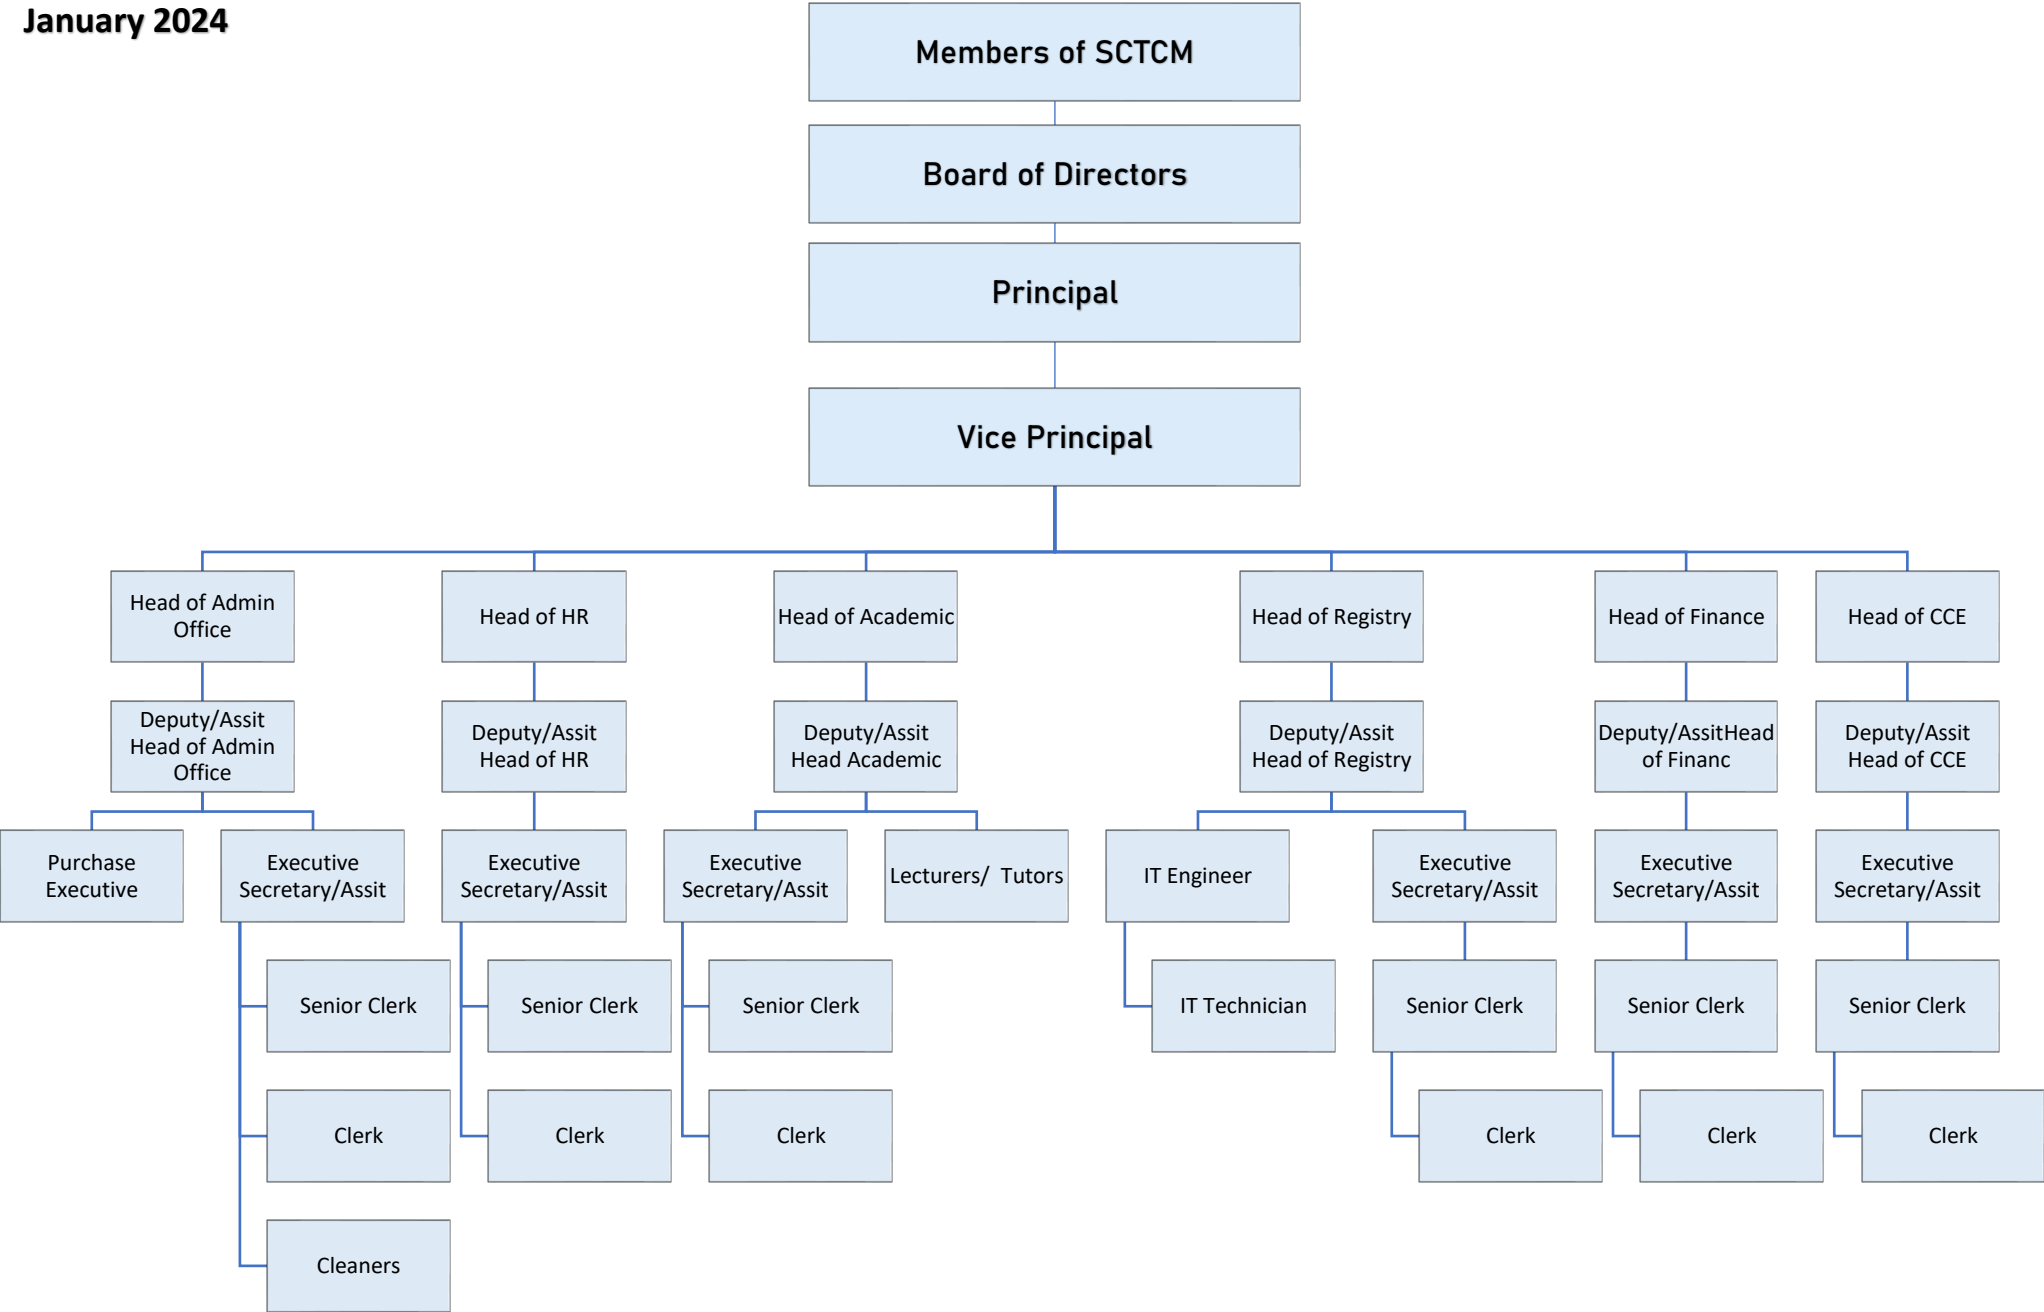 January 2024
Members of SCTCM
Board of Directors
Principal
Vice Principal
Head of Admin
Office
Head of HR
Head of Academic
Head of Registry
Head of Finance
Head of CCE
Deputy/Assit
Head of Admin
Office
Deputy/Assit
Head of HR
Deputy/Assit
Head Academic
Deputy/Assit
Head of Registry
Deputy/AssitHead
of Financ
Deputy/Assit
Head of CCE
Purchase
Executive
Executive
Secretary/Assit
Executive
Secretary/Assit
Executive
Secretary/Assit
Lecturers/ Tutors
IT Engineer
Executive
Secretary/Assit
Executive
Secretary/Assit
Executive
Secretary/Assit
Senior Clerk
Senior Clerk
Senior Clerk
IT Technician
Senior Clerk
Senior Clerk
Senior Clerk
Clerk
Clerk
Clerk
Clerk
Clerk
Clerk
Cleaners